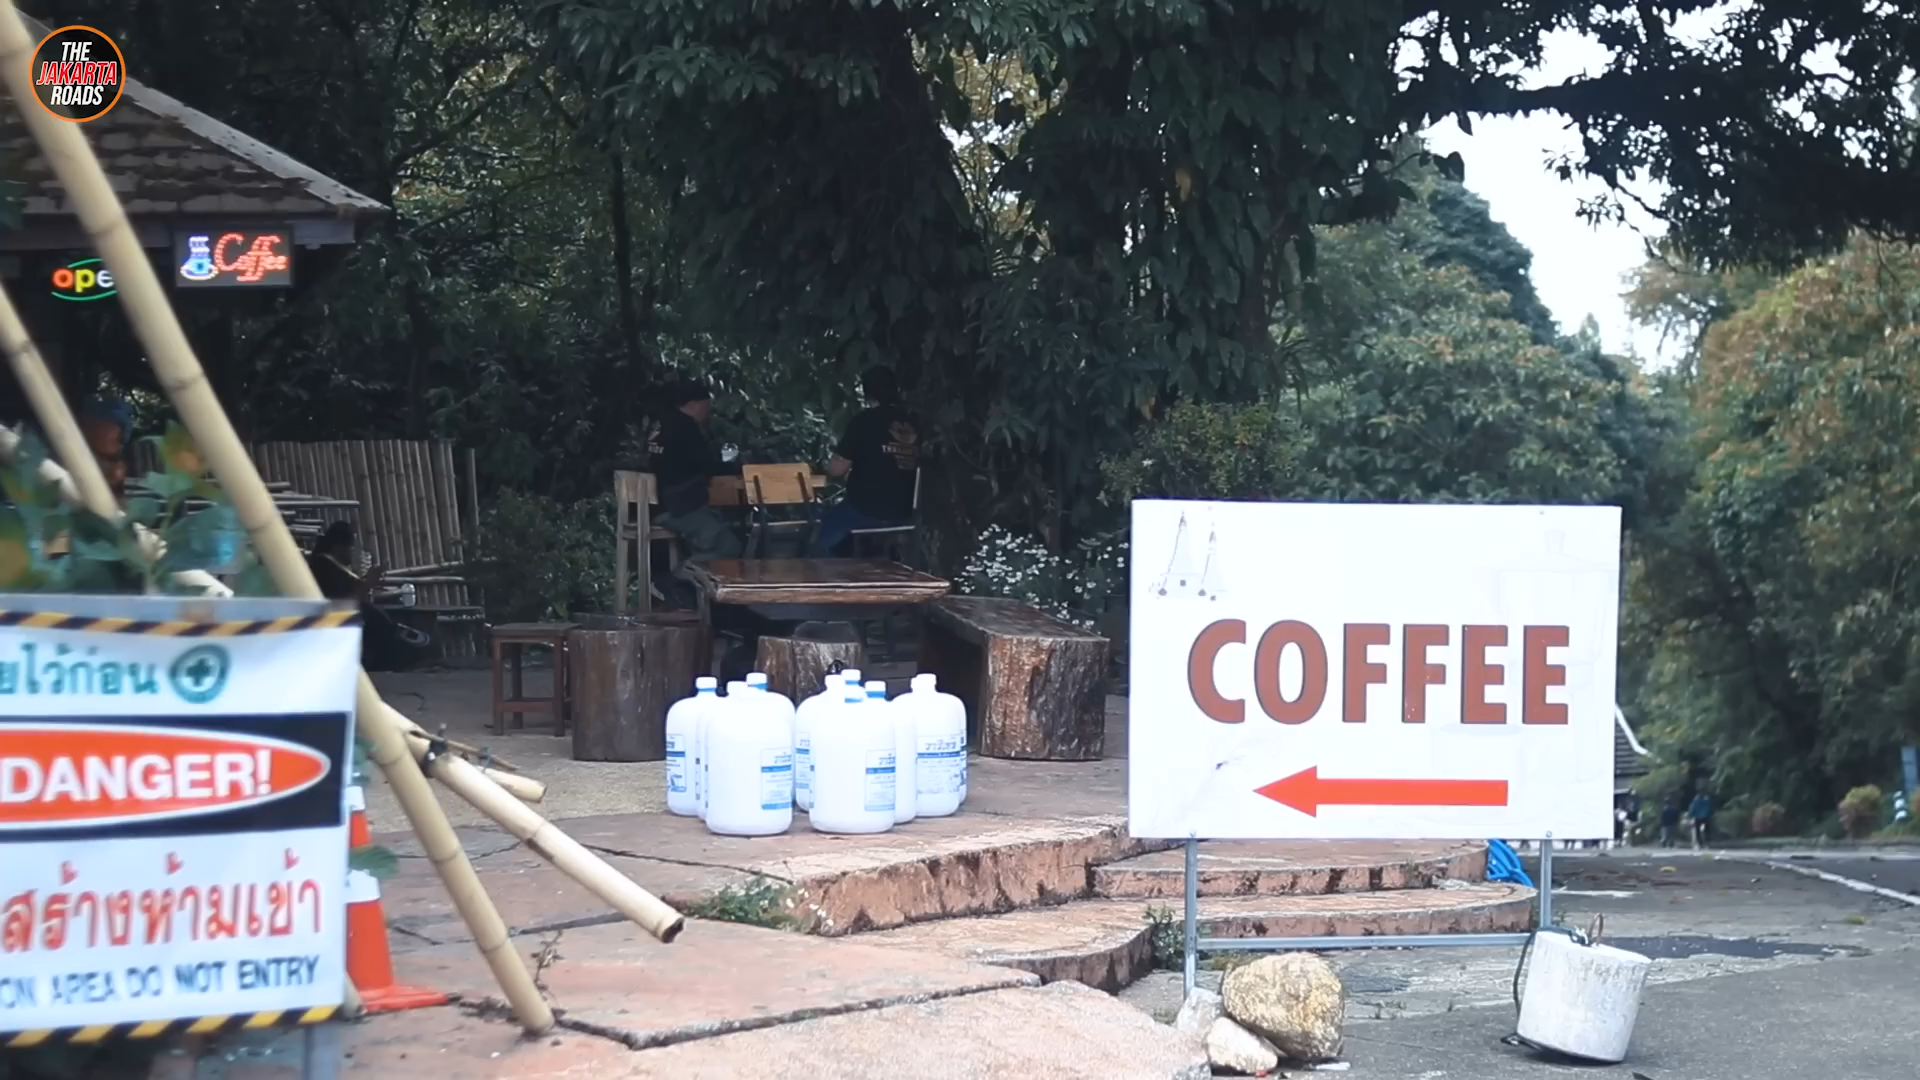 THE
JAKARTA
ROADS
Coffee
ope
COFFEE
ยไว้ก่อน
DANGER!
สร้างห้ามเข้า
ON AREA DO NOT ENTRY